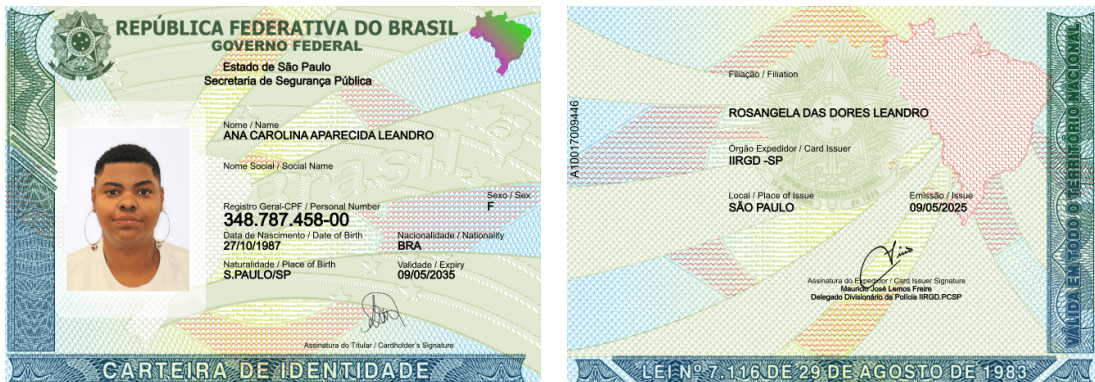 REPÚBLICA FEDERATIVA DO BRASIL
GOVERNO FEDERAL
Estado de São Paulo
Secretaria de Segurança Pública
Nome / Name
ANA CAROLINA APARECIDA LEANDRO
Nome Social / Social Name
Registro Geral-CPF / Personal Number
348.787.458-00
Sexo / Sex
F
Data de Nascimento / Date of Birth
27/10/1987
Nacionalidade / Nationality
BRA
Naturalidade / Place of Birth
S.PAULO/SP
Validade / Expiry
09/05/2035
Assinatura do Titular / Cardholder's Signature
CARTEIRA DE IDENTIDADE
Brasil
A10017009446
Filiação / Filiation
ROSANGELA DAS DORES LEANDRO
Órgão Expedidor / Card Issuer
IIRGD -SP
Local / Place of Issue
SÃO PAULO
Emissão / Issue
09/05/2025
Assinatura do Expedidor / Card Issuer Signature
Mauricio José Lemos Freire
Delegado Divisionário de Polícia IIRGD.PCSP
VÁLIDA EM TODO O TERRITÓRIO NACIONAL
LEI Nº 7.116 DE 29 DE AGOSTO DE 1983